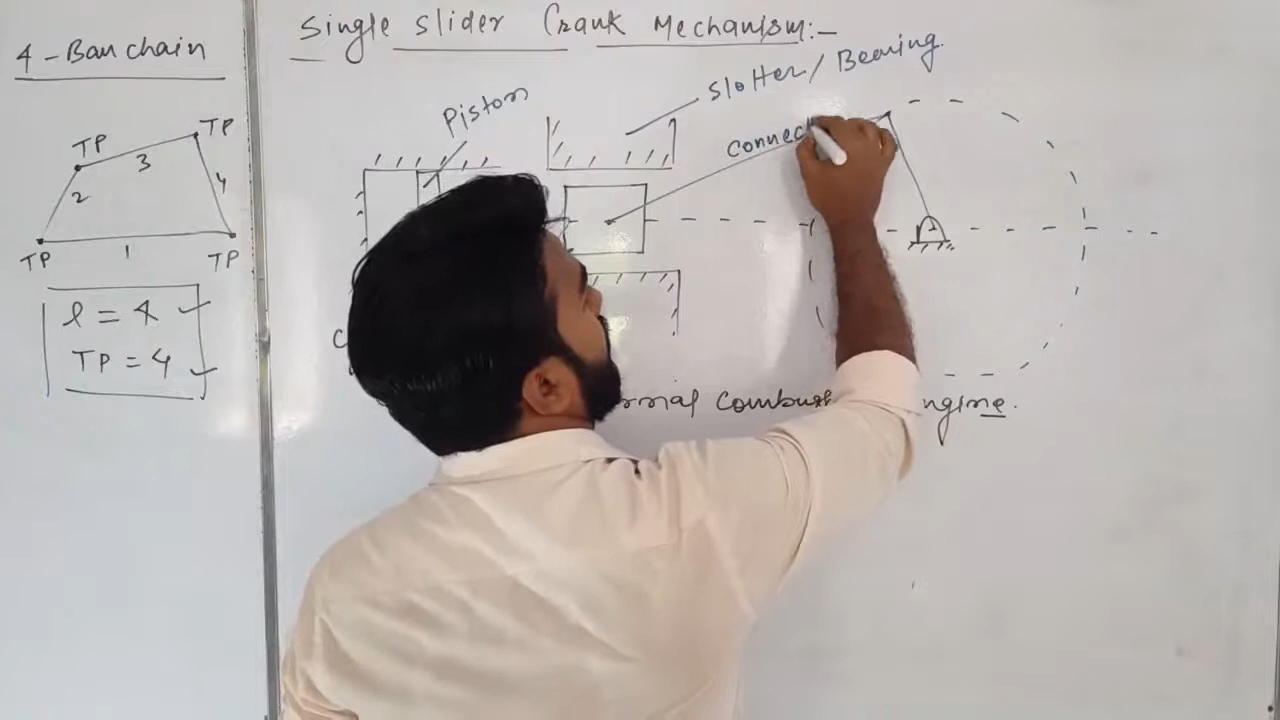 4-Bar chain
TP
TP
3
2
4
TP
1
TP
l = 4
TP = 4
Single Slider Crank Mechanism:-
Piston
Slotter/Bearing
Connec
Combus
ngine.